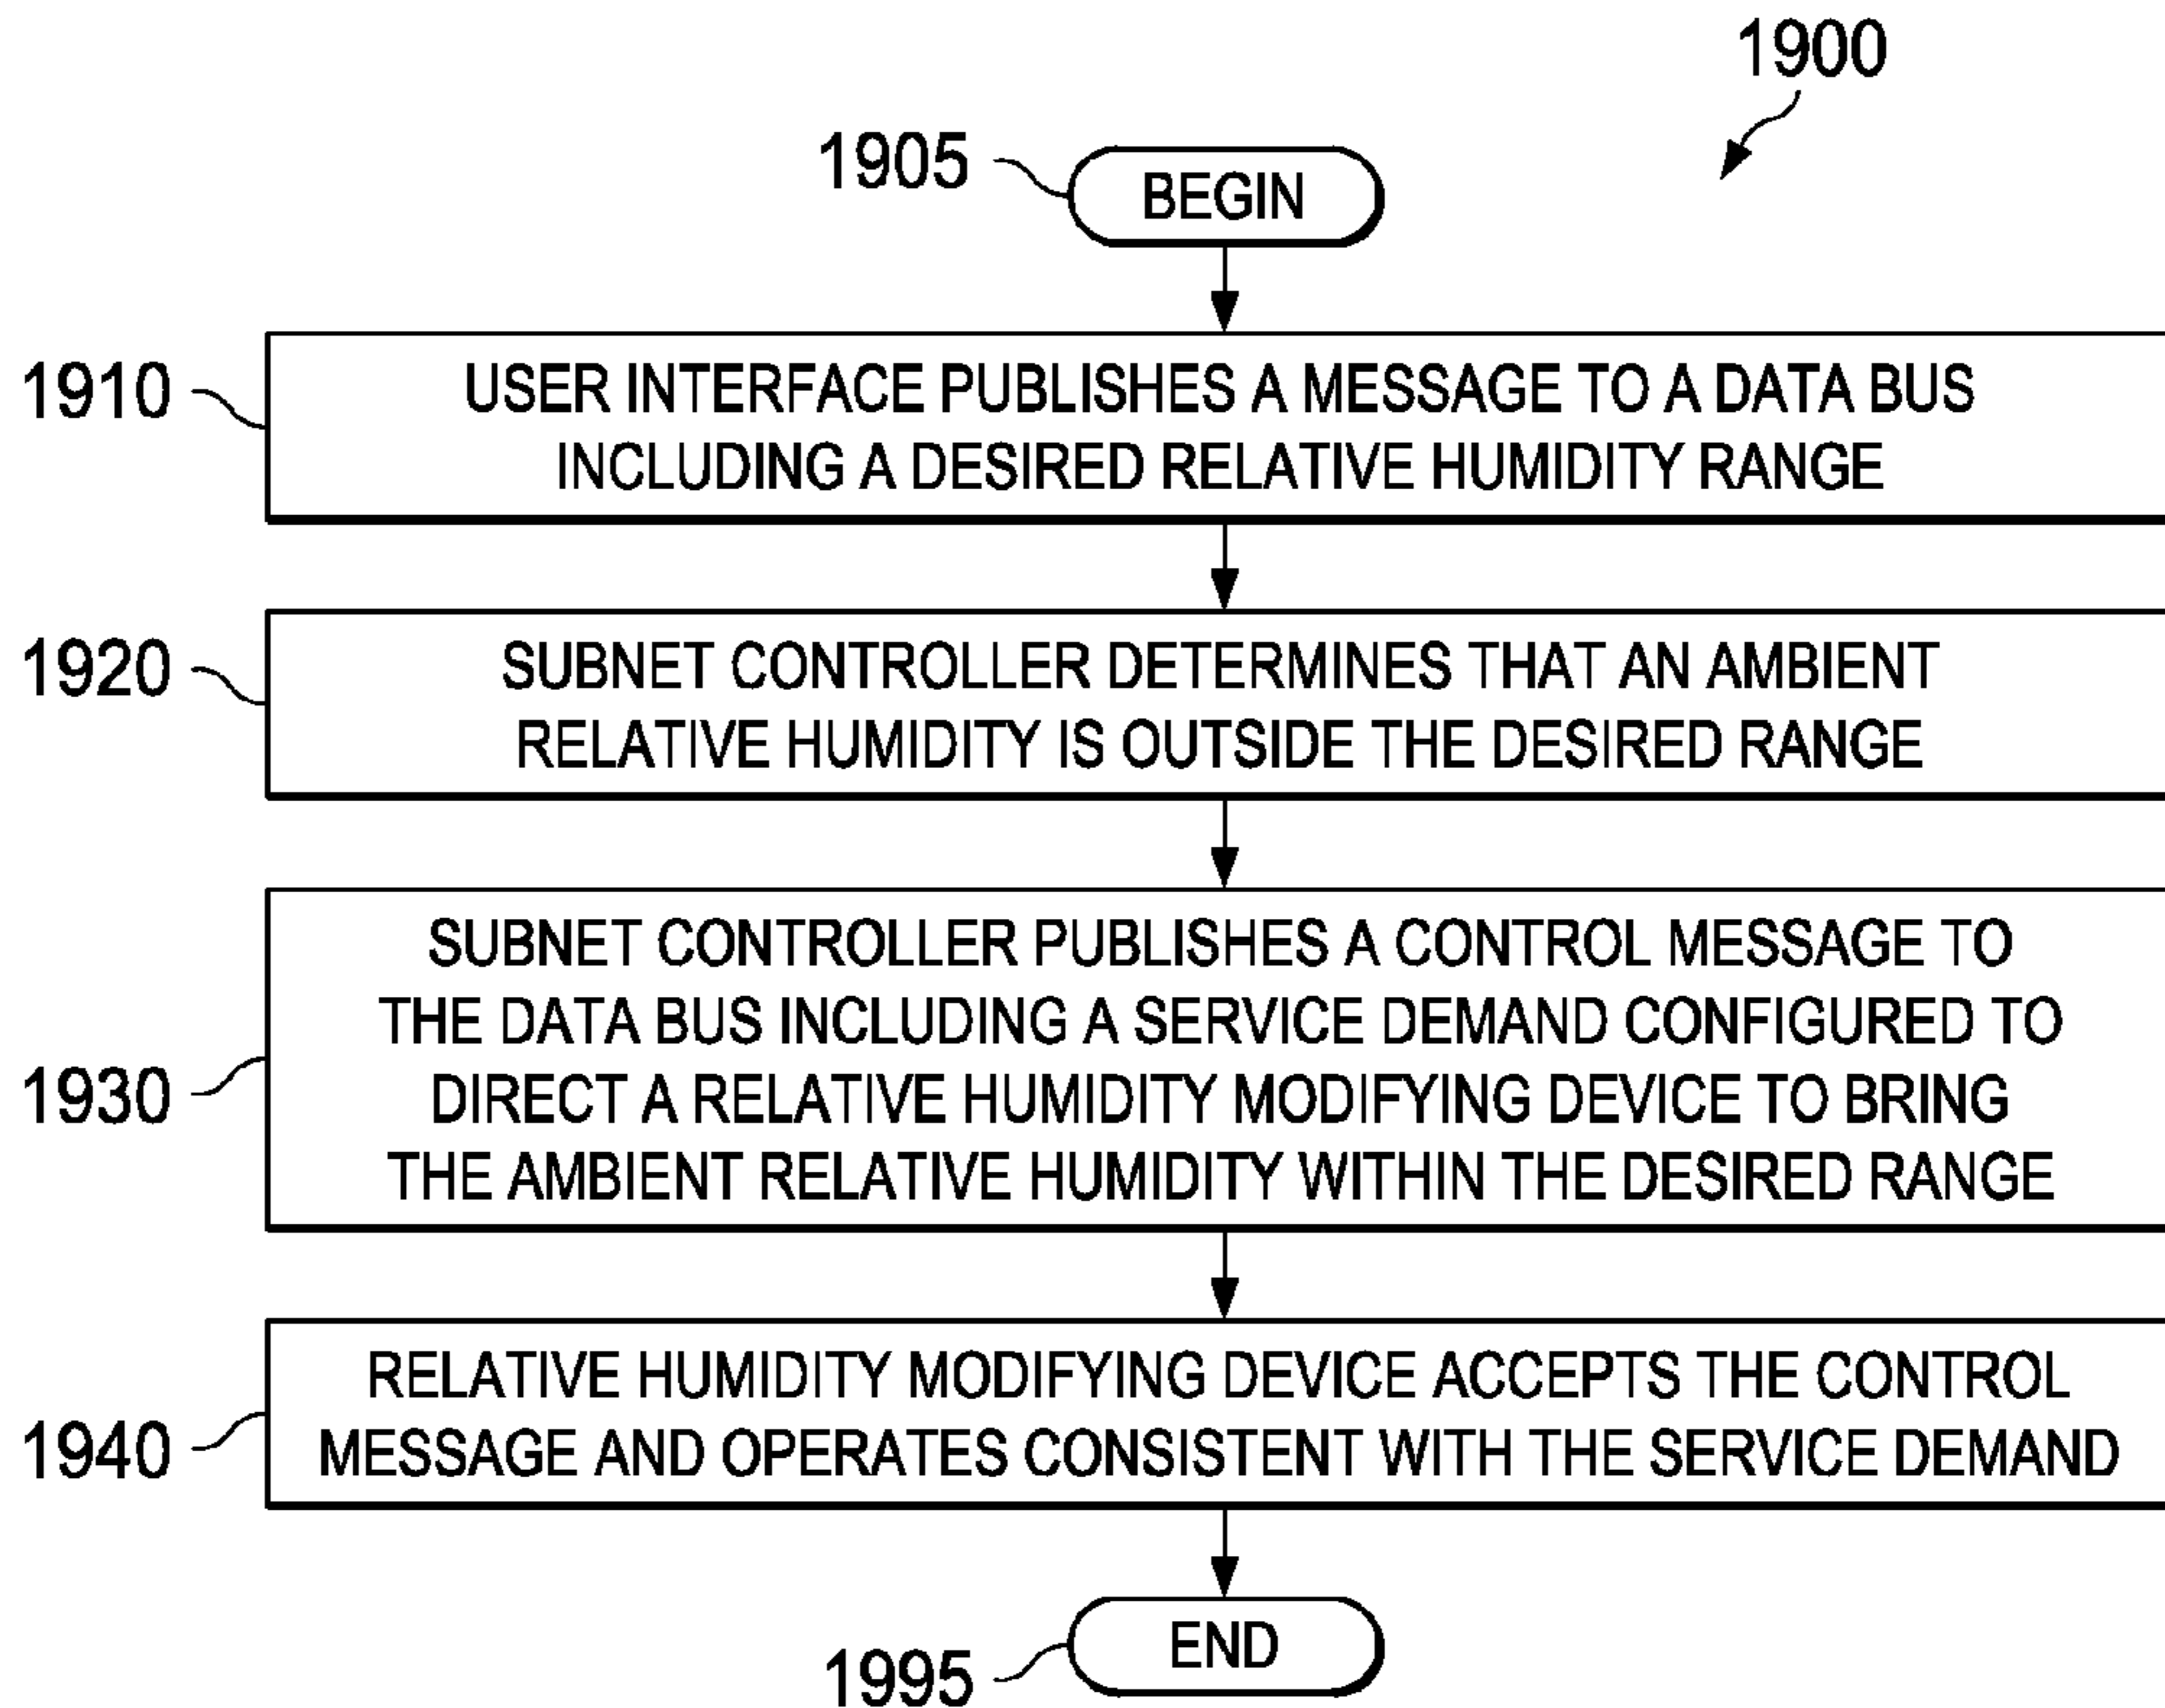 1900
1905
BEGIN
1910
USER INTERFACE PUBLISHES A MESSAGE TO A DATA BUS
INCLUDING A DESIRED RELATIVE HUMIDITY RANGE
1920
SUBNET CONTROLLER DETERMINES THAT AN AMBIENT
RELATIVE HUMIDITY IS OUTSIDE THE DESIRED RANGE
1930
SUBNET CONTROLLER PUBLISHES A CONTROL MESSAGE TO
THE DATA BUS INCLUDING A SERVICE DEMAND CONFIGURED TO
DIRECT A RELATIVE HUMIDITY MODIFYING DEVICE TO BRING
THE AMBIENT RELATIVE HUMIDITY WITHIN THE DESIRED RANGE
1940
RELATIVE HUMIDITY MODIFYING DEVICE ACCEPTS THE CONTROL
MESSAGE AND OPERATES CONSISTENT WITH THE SERVICE DEMAND
1995
END